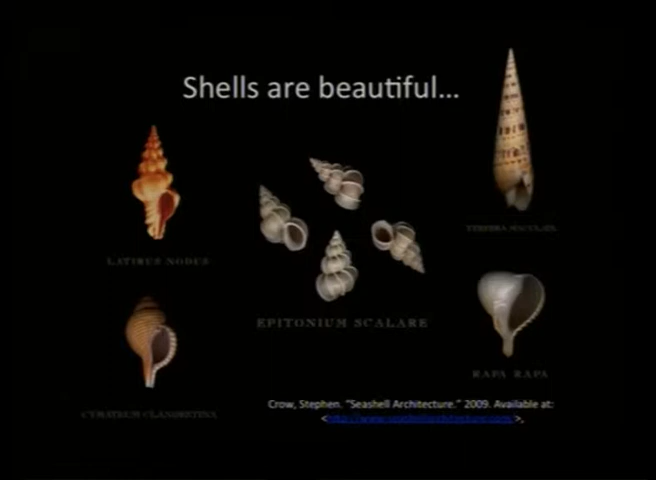 Shells are beautiful...
LATIRUS NODUS
EPITONIUM SCALARE
TEREBRA MACULATA
RAPA RAPA
Crow, Stephen. "Seashell Architecture." 2009. Available at: